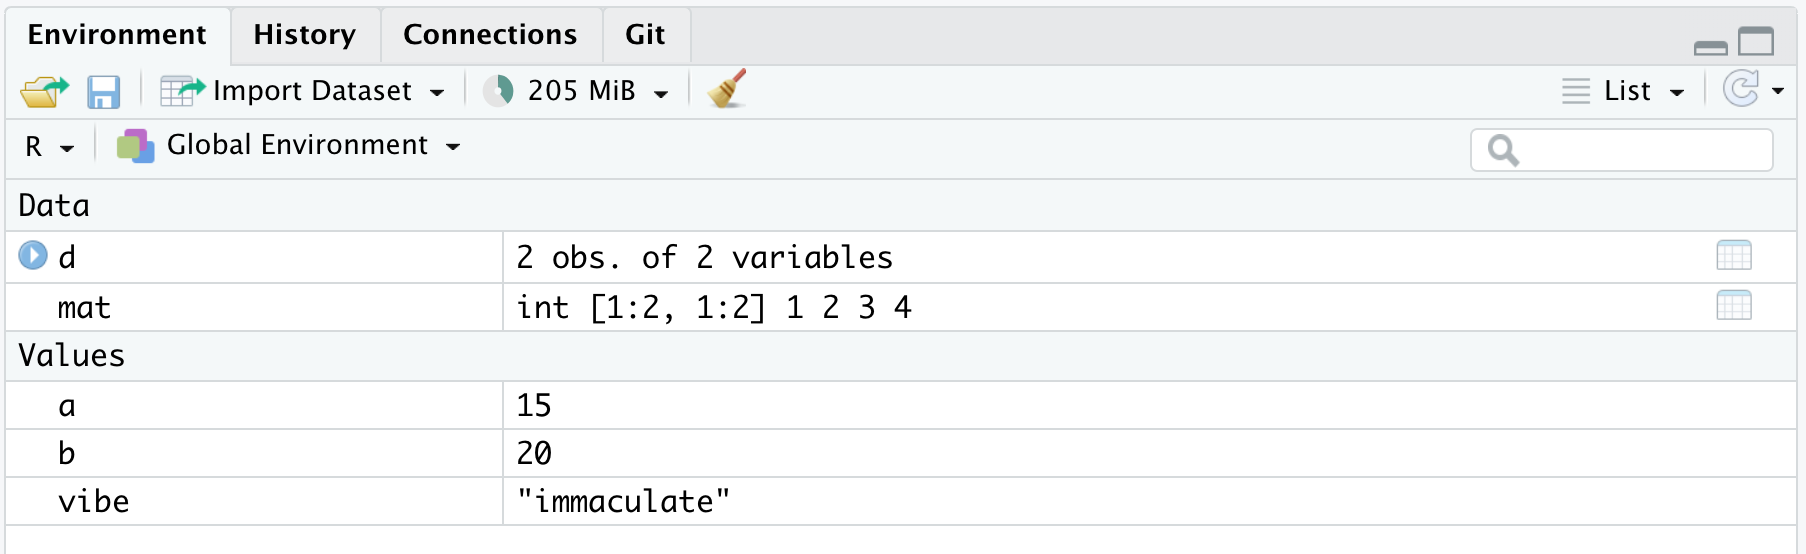 Environment History Connections Git
Import Dataset 205 MiB List
R Global Environment
Data
d 2 obs. of 2 variables
mat int [1:2, 1:2] 1 2 3 4
Values
a 15
b 20
vibe "immaculate"